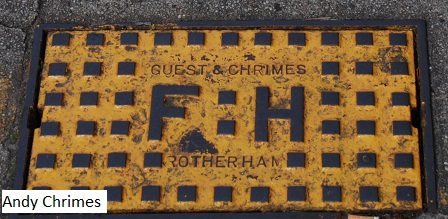 GUEST & CHRIMES
F H
ROTHERHAM
Andy Chrimes